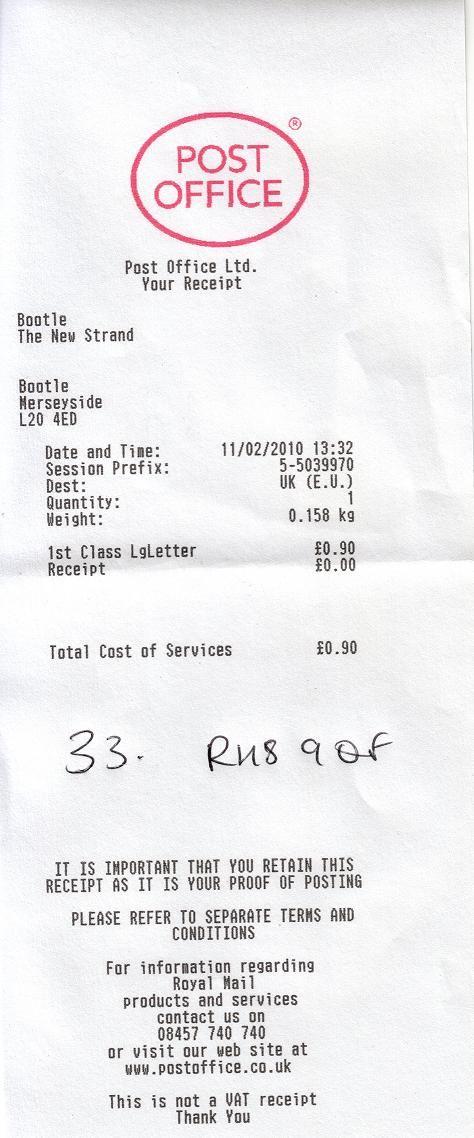 POST
OFFICE
®
Post Office Ltd.
Your Receipt
Bootle
The New Strand
Bootle
Merseyside
L20 4ED
Date and Time: 11/02/2010 13:32
Session Prefix: 5-5039970
Dest: UK (E.U.)
Quantity: 1
Weight: 0.158 kg
1st Class LgLetter £0.90
Receipt £0.00
Total Cost of Services £0.90
33. RH8 9QF
IT IS IMPORTANT THAT YOU RETAIN THIS
RECEIPT AS IT IS YOUR PROOF OF POSTING
PLEASE REFER TO SEPARATE TERMS AND
CONDITIONS
For information regarding
Royal Mail
products and services
contact us on
08457 740 740
or visit our web site at
www.postoffice.co.uk
This is not a VAT receipt
Thank You